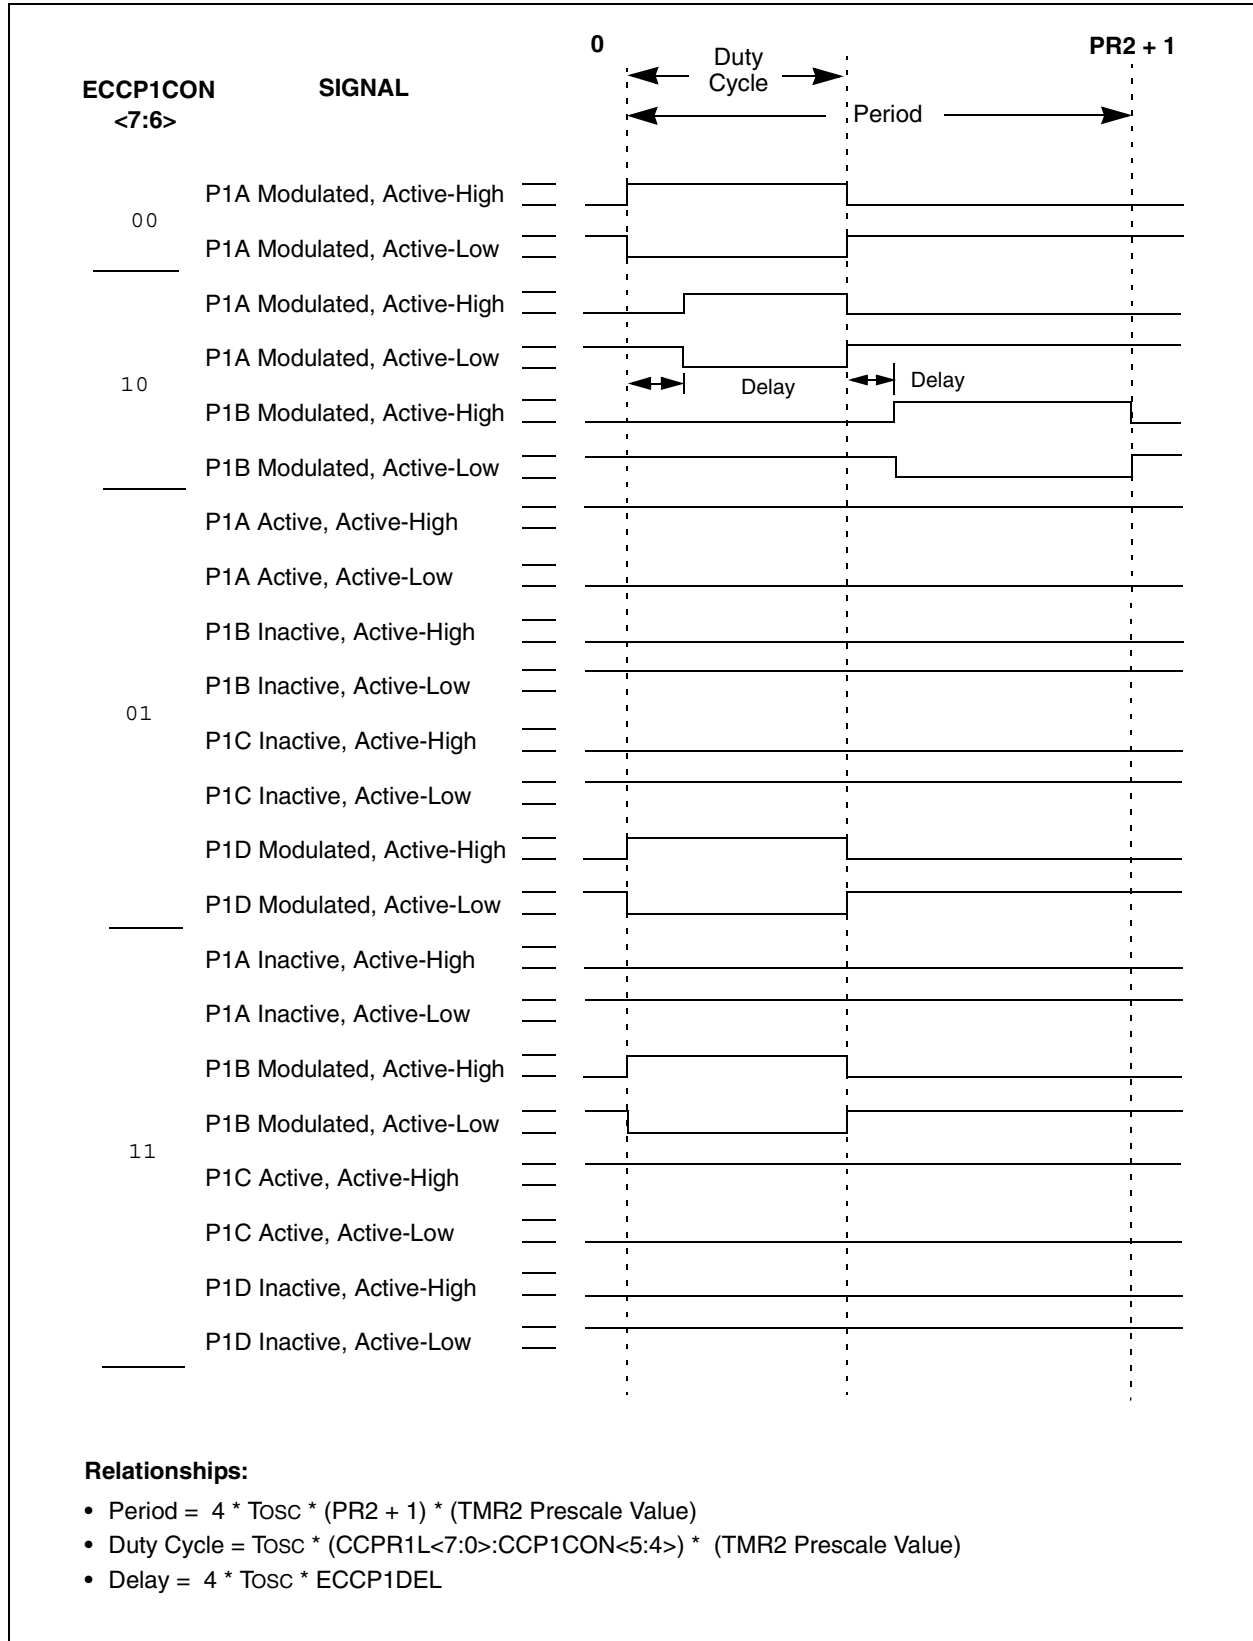 0
PR2 + 1
Duty
Cycle
ECCP1CON
<7:6>
SIGNAL
Period
00
P1A Modulated, Active-High
P1A Modulated, Active-Low
10
P1A Modulated, Active-High
P1A Modulated, Active-Low
Delay
Delay
P1B Modulated, Active-High
P1B Modulated, Active-Low
01
P1A Active, Active-High
P1A Active, Active-Low
P1B Inactive, Active-High
P1B Inactive, Active-Low
P1C Inactive, Active-High
P1C Inactive, Active-Low
P1D Modulated, Active-High
P1D Modulated, Active-Low
11
P1A Inactive, Active-High
P1A Inactive, Active-Low
P1B Modulated, Active-High
P1B Modulated, Active-Low
P1C Active, Active-High
P1C Active, Active-Low
P1D Inactive, Active-High
P1D Inactive, Active-Low
Relationships:
• Period = 4 * TOSC * (PR2 + 1) * (TMR2 Prescale Value)
• Duty Cycle = TOSC * (CCPR1L<7:0>:CCP1CON<5:4>) * (TMR2 Prescale Value)
• Delay = 4 * TOSC * ECCP1DEL